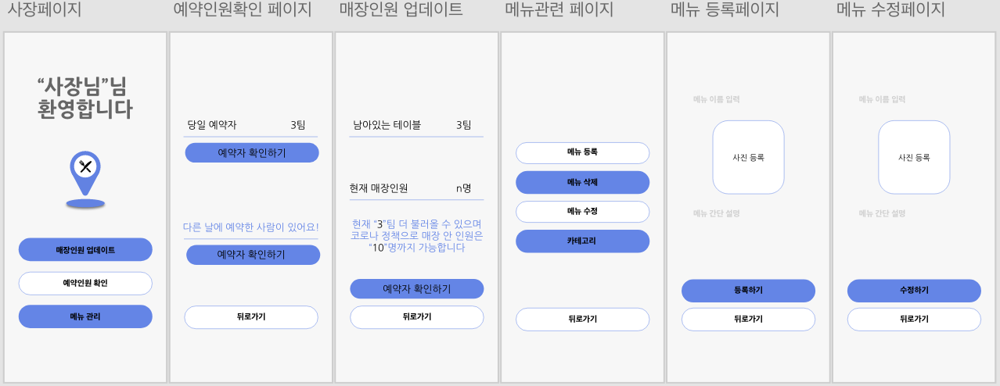 사장페이지
“사장님”님
환영합니다
매장인원 업데이트
예약인원 확인
메뉴 관리
예약인원확인 페이지
당일 예약자 3팀
예약자 확인하기
다른 날에 예약한 사람이 있어요!
예약자 확인하기
뒤로가기
매장인원 업데이트
남아있는 테이블 3팀
현재 매장인원 n명
현재 “3”팀 더 불러올 수 있으며
코로나 정책으로 매장 안 인원은
“10”명까지 가능합니다
예약자 확인하기
뒤로가기
메뉴관련 페이지
메뉴 등록
메뉴 삭제
메뉴 수정
카테고리
뒤로가기
메뉴 등록페이지
메뉴 이름 입력
사진 등록
메뉴 간단 설명
등록하기
뒤로가기
메뉴 수정페이지
메뉴 이름 입력
사진 등록
메뉴 간단 설명
수정하기
뒤로가기